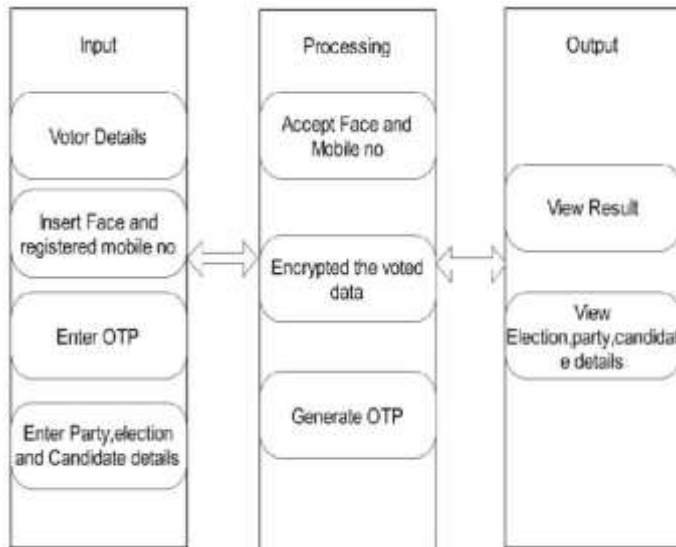 Input
Votor Details
Insert Face and
registered mobile no
Enter OTP
Enter Party,election
and Candidate details
Processing
Accept Face and
Mobile no
Encrypted the voted
data
Generate OTP
Output
View Result
View
Election,party,candidat
e details